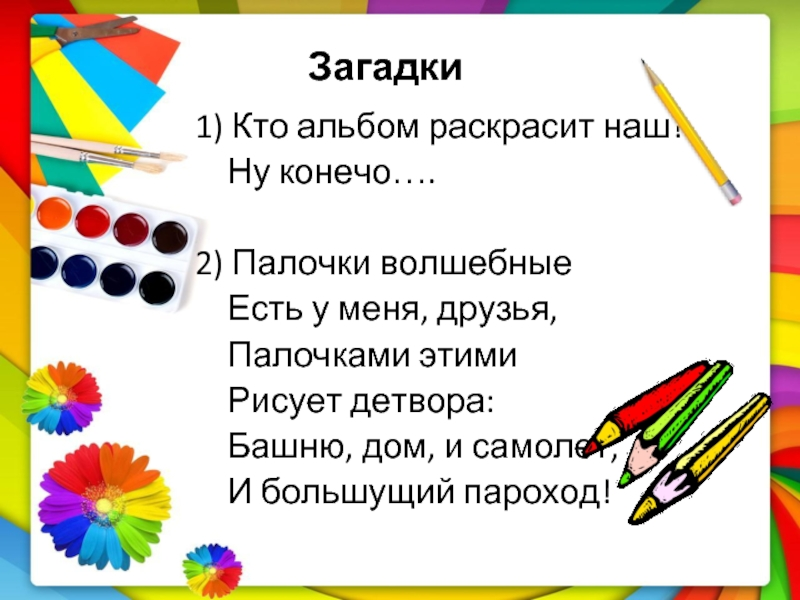 Загадки
1) Кто альбом раскрасит наш?
Ну конечо….
2) Палочки волшебные
Есть у меня, друзья,
Палочками этими
Рисует детвора:
Башню, дом, и самолет,
И большущий пароход!